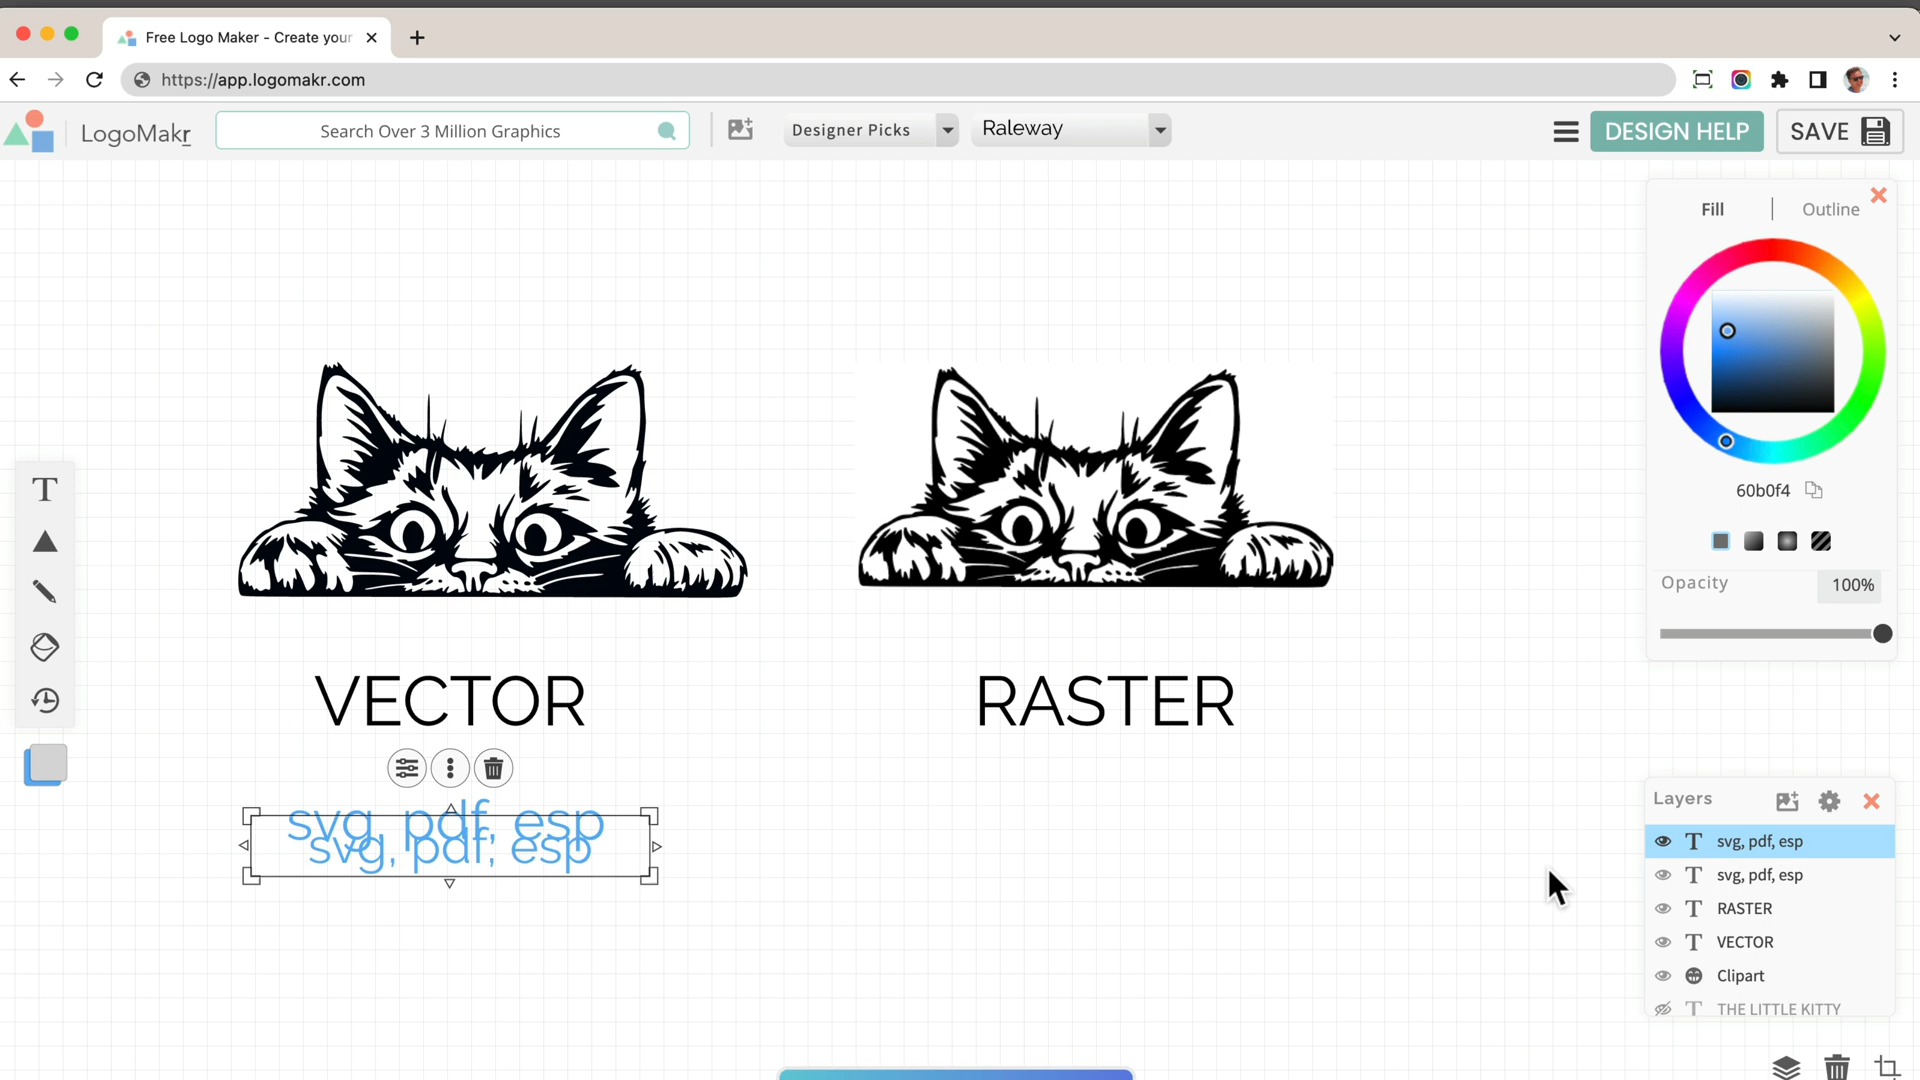 Free Logo Maker - Create your
https://app.logomakr.com
LogoMakr
Search Over 3 Million Graphics
Designer Picks
Raleway
DESIGN HELP
SAVE
Fill
Outline
60b0f4
Opacity
100%
VECTOR
RASTER
svg, pdf, esp
svg, pdf, esp
Layers
svg, pdf, esp
svg, pdf, esp
RASTER
VECTOR
Clipart
THE LITTLE KITTY